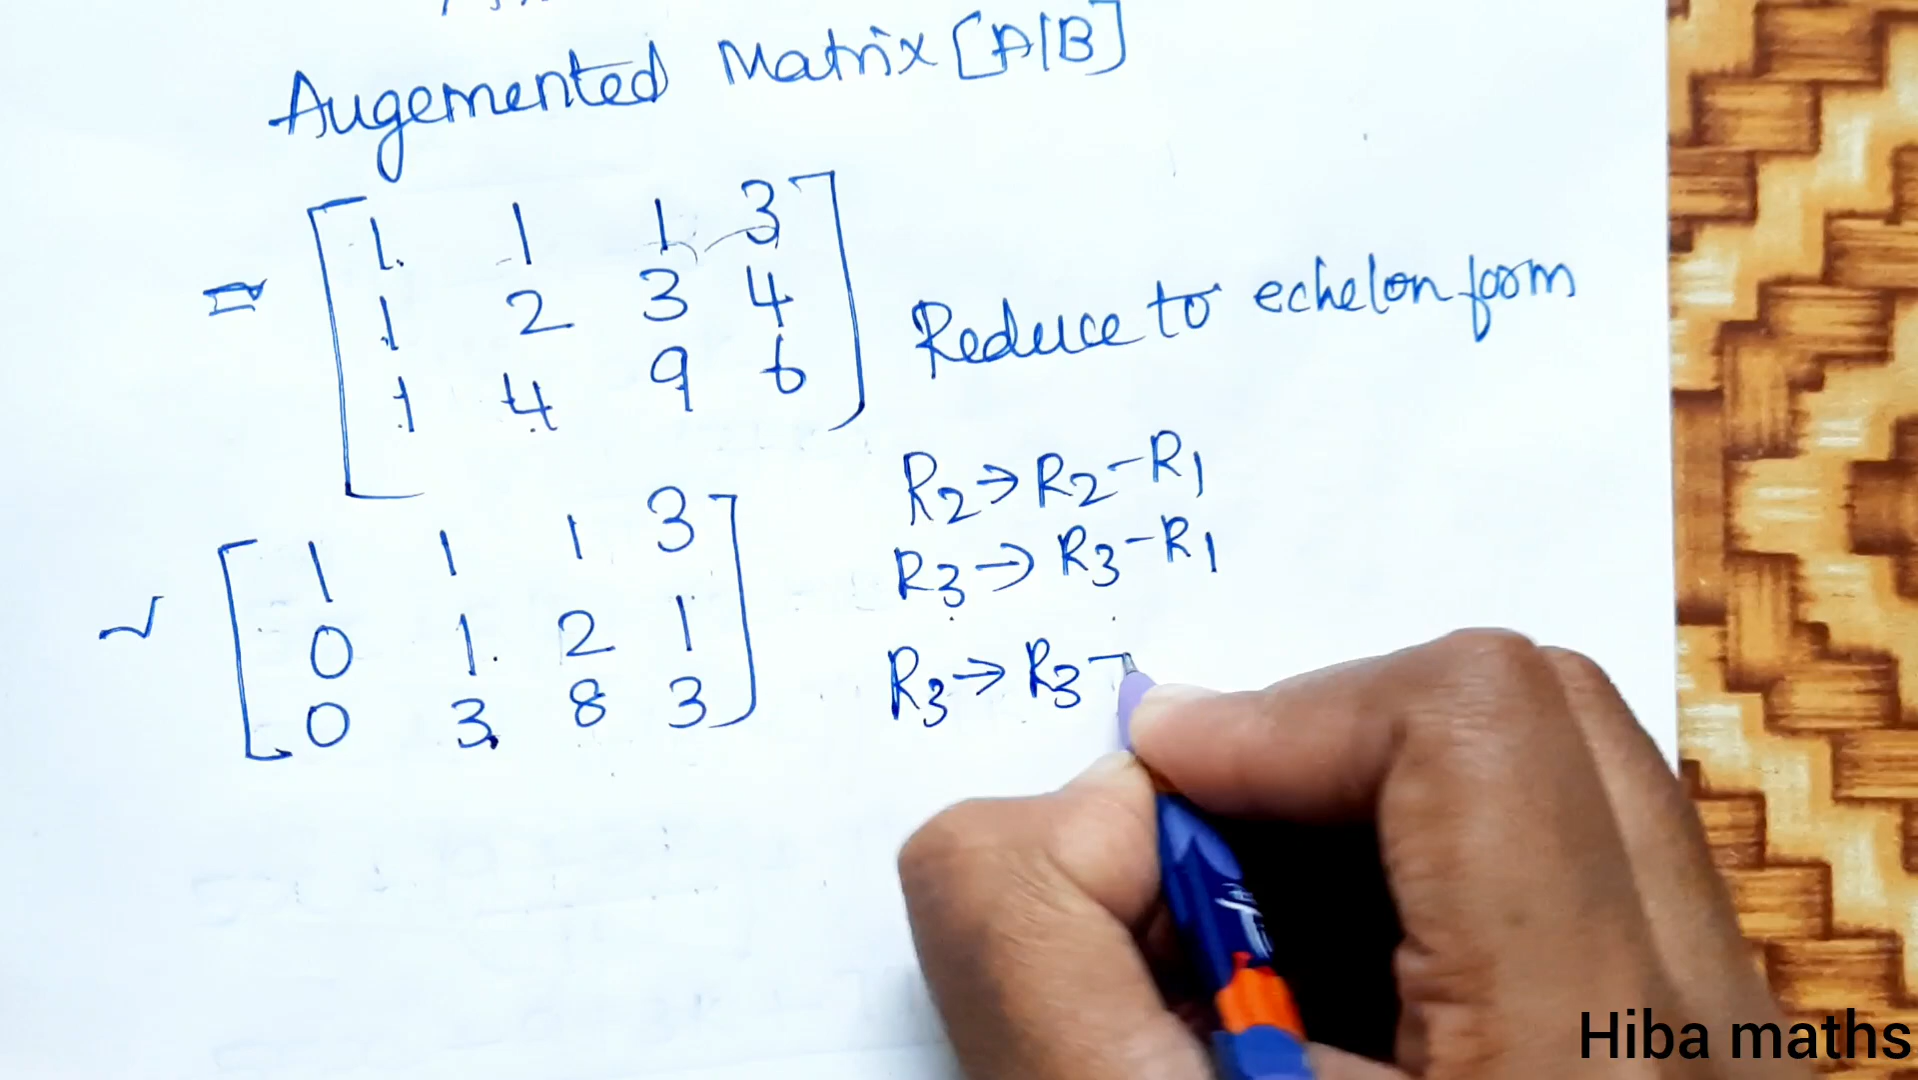 Augemented Matrix [A|B]
= [ 1 1 1 3
1 2 3 4
1 4 9 6 ] Reduce to echelon form
R2 → R2 - R1
R3 → R3 - R1
~ [ 1 1 1 3
0 1 2 1
0 3 8 3 ]
R3 → R3 -
Hiba maths